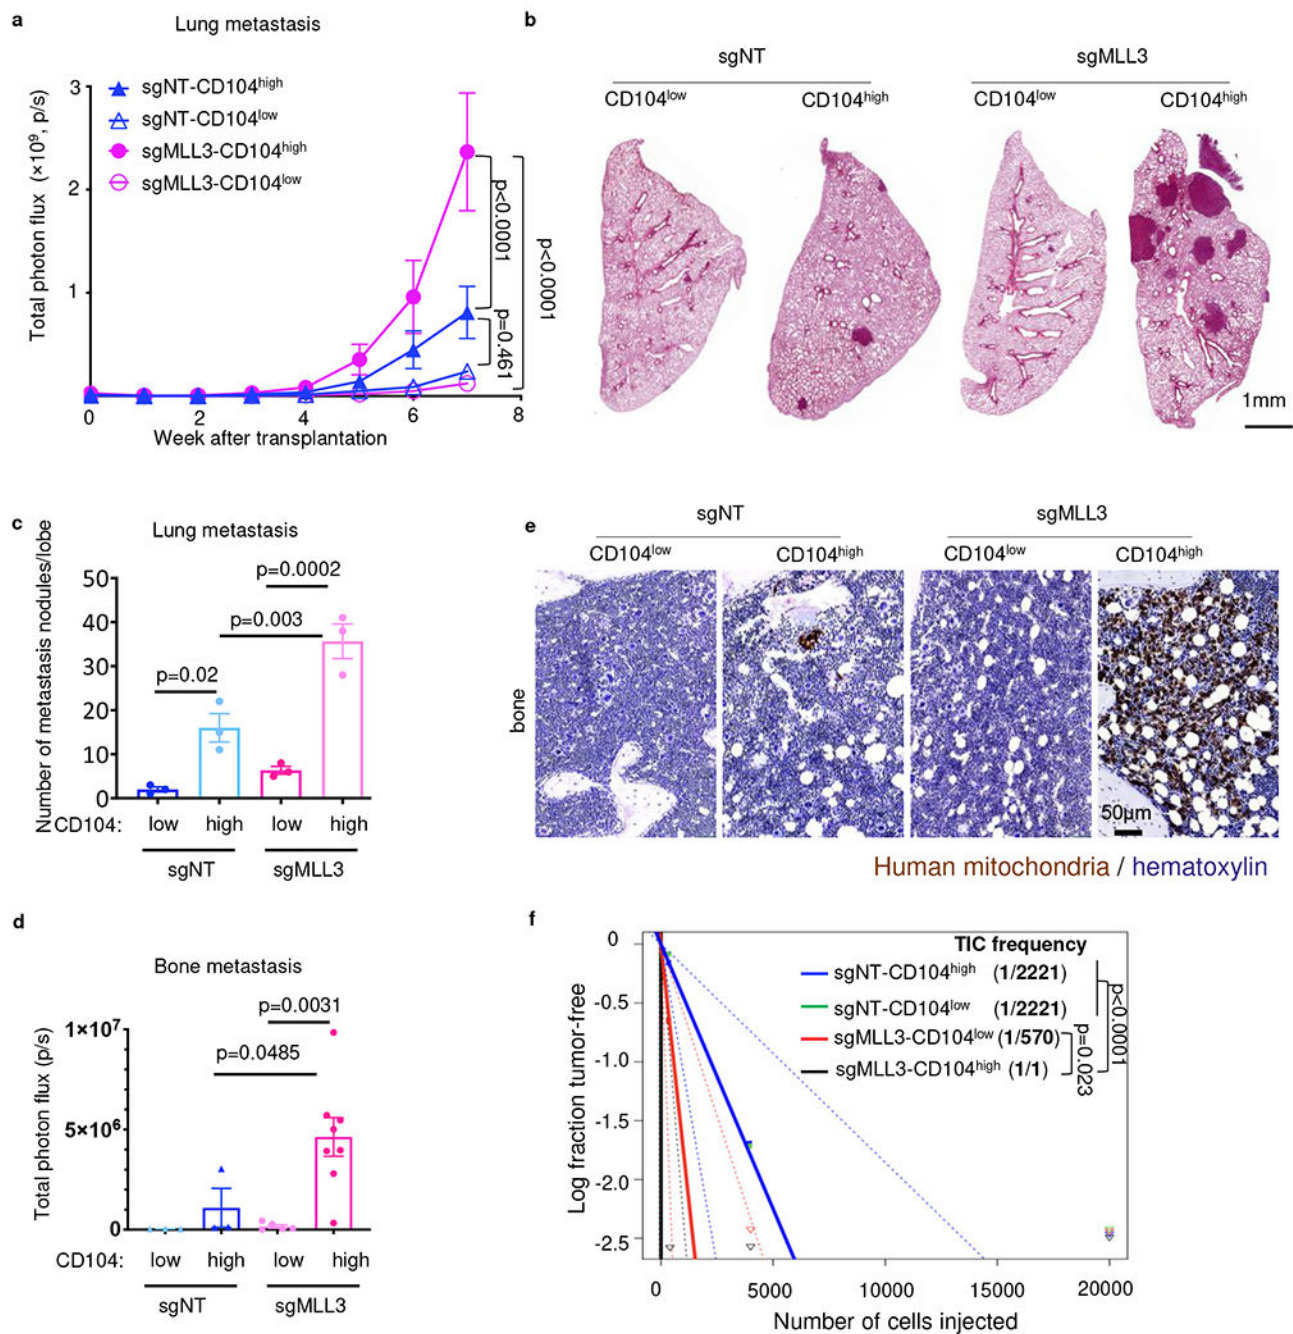 a
Lung metastasis
sgNT-CD104high
sgNT-CD104low
sgMLL3-CD104high
sgMLL3-CD104low
Total photon flux (×10⁹, p/s)
3
2
1
0 2 4 6 8
Week after transplantation
p<0.0001
p=0.461
p<0.0001
b
sgNT sgMLL3
CD104low CD104high CD104low CD104high
1mm
c
Lung metastasis
Number of metastasis nodules/lobe
50
40
30
20
10
0
p=0.0002
p=0.003
p=0.02
CD104: low high low high
sgNT sgMLL3
d
Bone metastasis
Total photon flux (p/s)
1×10⁷
5×10⁶
0
p=0.0031
p=0.0485
CD104: low high low high
sgNT sgMLL3
e
sgNT sgMLL3
CD104low CD104high CD104low CD104high
bone
50μm
Human mitochondria / hematoxylin
f
Log fraction tumor-free
0
-0.5
-1.0
-1.5
-2.0
-2.5
TIC frequency
sgNT-CD104high (1/2221)
sgNT-CD104low (1/2221)
sgMLL3-CD104low (1/570)
sgMLL3-CD104high (1/1)
p=0.023
p<0.0001
0 5000 10000 15000 20000
Number of cells injected